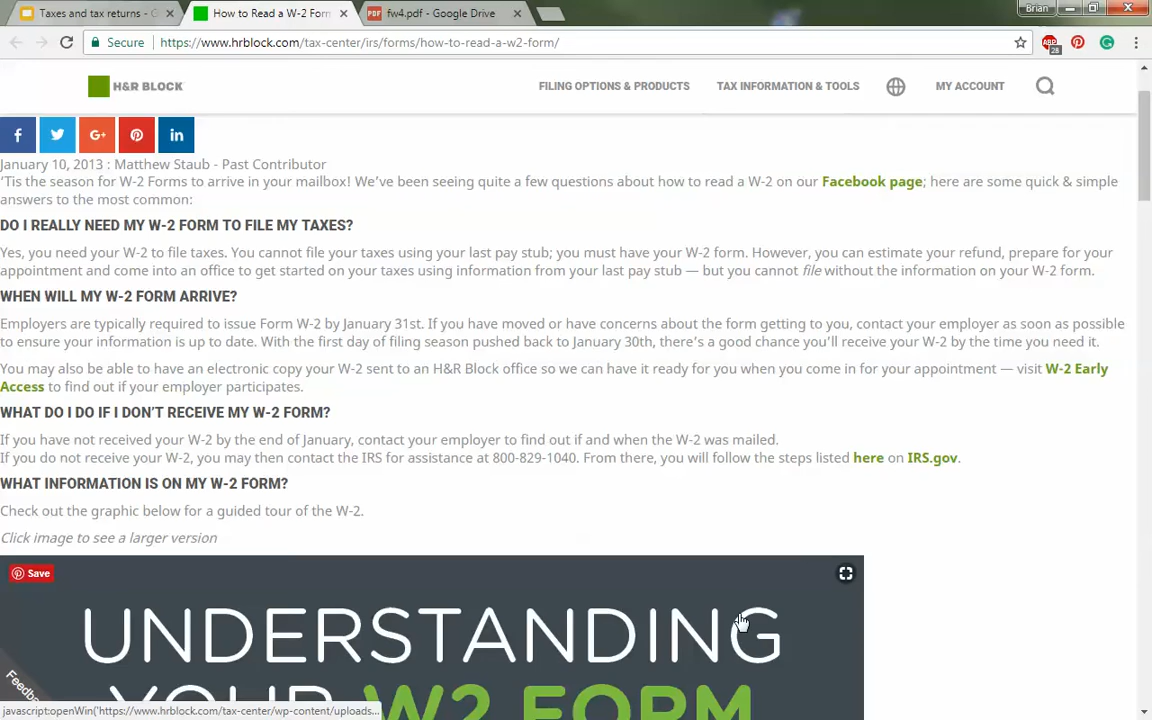 Taxes and tax returns - G
How to Read a W-2 Form
fw4.pdf - Google Drive
Brian
Secure
https://www.hrblock.com/tax-center/irs/forms/how-to-read-a-w2-form/
ABP
28
H&R BLOCK
FILING OPTIONS & PRODUCTS
TAX INFORMATION & TOOLS
MY ACCOUNT
January 10, 2013 : Matthew Staub - Past Contributor
‘Tis the season for W-2 Forms to arrive in your mailbox! We’ve been seeing quite a few questions about how to read a W-2 on our Facebook page; here are some quick & simple
answers to the most common:
DO I REALLY NEED MY W-2 FORM TO FILE MY TAXES?
Yes, you need your W-2 to file taxes. You cannot file your taxes using your last pay stub; you must have your W-2 form. However, you can estimate your refund, prepare for your
appointment and come into an office to get started on your taxes using information from your last pay stub — but you cannot file without the information on your W-2 form.
WHEN WILL MY W-2 FORM ARRIVE?
Employers are typically required to issue Form W-2 by January 31st. If you have moved or have concerns about the form getting to you, contact your employer as soon as possible
to ensure your information is up to date. With the first day of filing season pushed back to January 30th, there’s a good chance you’ll receive your W-2 by the time you need it.
You may also be able to have an electronic copy your W-2 sent to an H&R Block office so we can have it ready for you when you come in for your appointment — visit W-2 Early
Access to find out if your employer participates.
WHAT DO I DO IF I DON’T RECEIVE MY W-2 FORM?
If you have not received your W-2 by the end of January, contact your employer to find out if and when the W-2 was mailed.
If you do not receive your W-2, you may then contact the IRS for assistance at 800-829-1040. From there, you will follow the steps listed here on IRS.gov.
WHAT INFORMATION IS ON MY W-2 FORM?
Check out the graphic below for a guided tour of the W-2.
Click image to see a larger version
Save
UNDERSTANDING
YOUR W2 FORM
Feedb
javascript:openWin('https://www.hrblock.com/tax-center/wp-content/uploads...